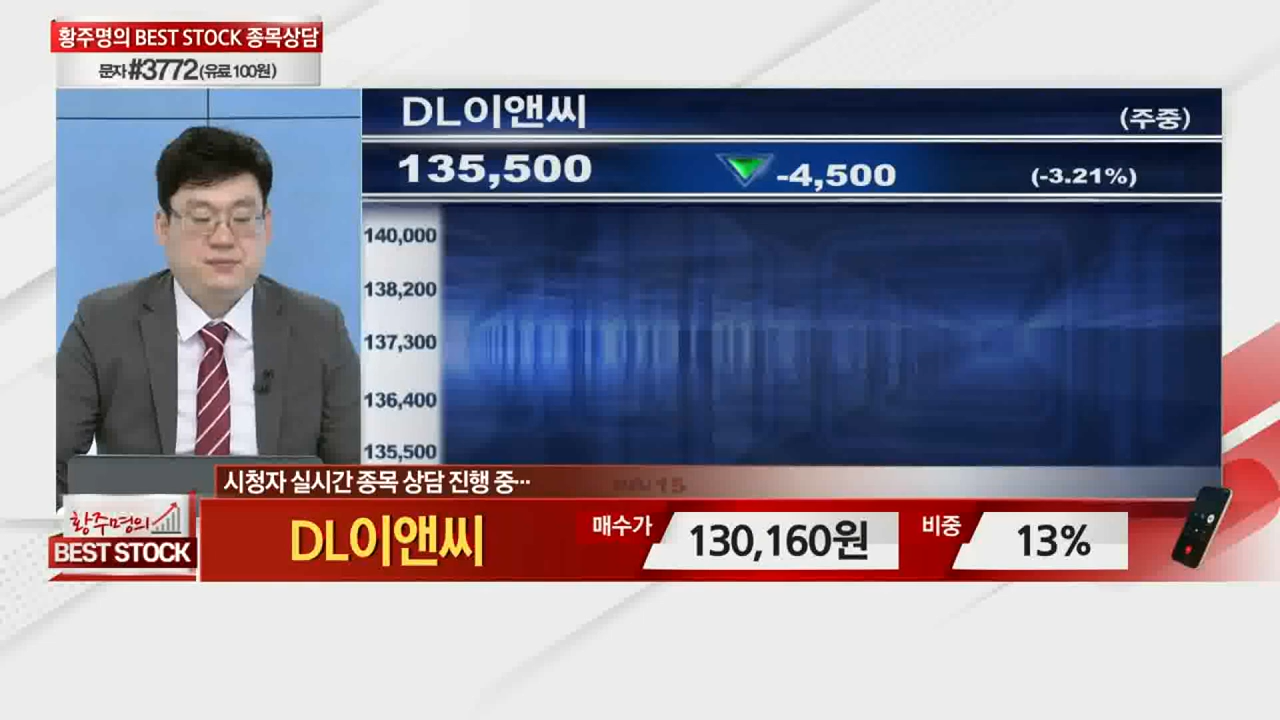 황주명의 BEST STOCK 종목상담
문자 #3772 (유료 100원)
DL이앤씨 (주중)
135,500 -4,500 (-3.21%)
140,000
138,200
137,300
136,400
135,500
시청자 실시간 종목 상담 진행 중...
황주명의
BEST STOCK
DL이앤씨 매수가 130,160원 비중 13%